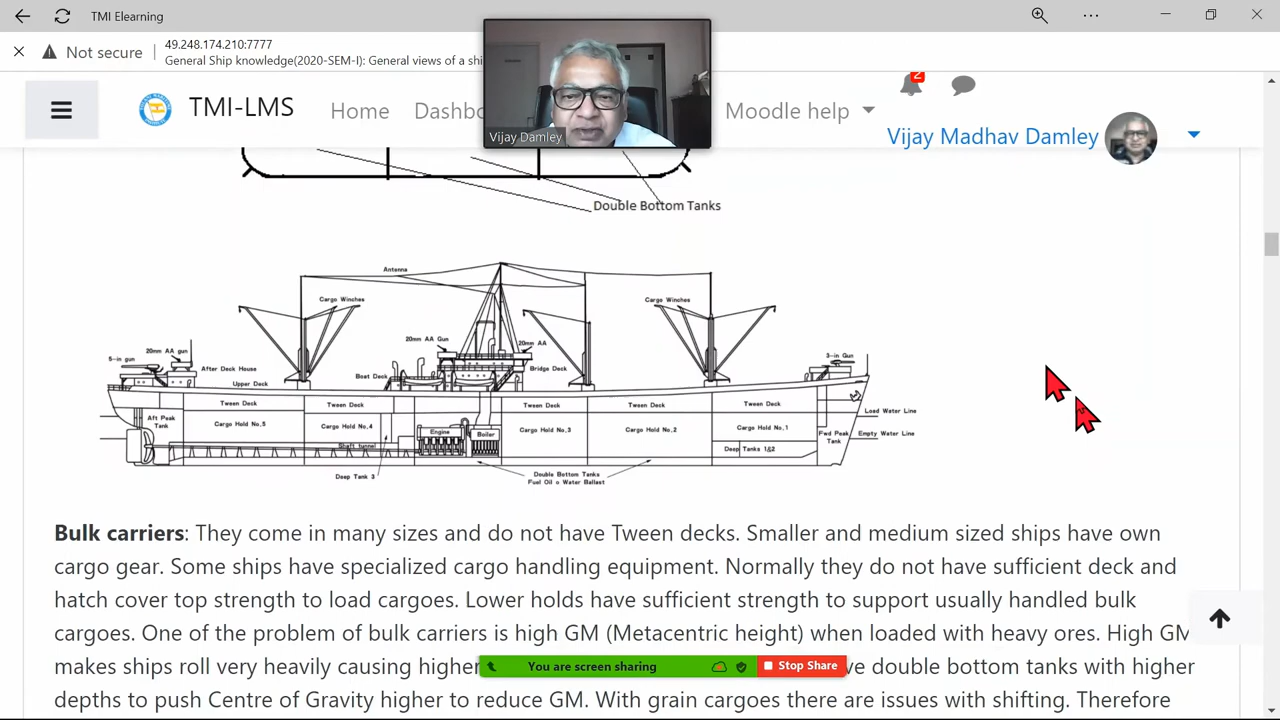 TMI Elearning
Not secure
49.248.174.210:7777
General Ship knowledge(2020-SEM-I): General views of a shi
TMI-LMS
Home
Dashbo
Vijay Damley
Moodle help
2
Vijay Madhav Damley
Double Bottom Tanks
Antenna
Cargo Winches
Cargo Winches
5-in gun
20mm AA gun
After Deck House
Upper Deck
20mm AA Gun
20mm AA
Boat Deck
Bridge Deck
3-in Gun
Aft Peak Tank
Tween Deck
Tween Deck
Tween Deck
Tween Deck
Tween Deck
Cargo Hold No.5
Cargo Hold No.4
Engine
Boiler
Cargo Hold No.3
Cargo Hold No.2
Cargo Hold No.1
Fwd Peak Tank
Load Water Line
Empty Water Line
Shaft tunnel
Deep Tanks 1&2
Deep Tank 3
Double Bottom Tanks
Fuel Oil o Water Ballast
Bulk carriers: They come in many sizes and do not have Tween decks. Smaller and medium sized ships have own
cargo gear. Some ships have specialized cargo handling equipment. Normally they do not have sufficient deck and
hatch cover top strength to load cargoes. Lower holds have sufficient strength to support usually handled bulk
cargoes. One of the problem of bulk carriers is high GM (Metacentric height) when loaded with heavy ores. High GM
makes ships roll very heavily causing higher
You are screen sharing
Stop Share
ve double bottom tanks with higher
depths to push Centre of Gravity higher to reduce GM. With grain cargoes there are issues with shifting. Therefore